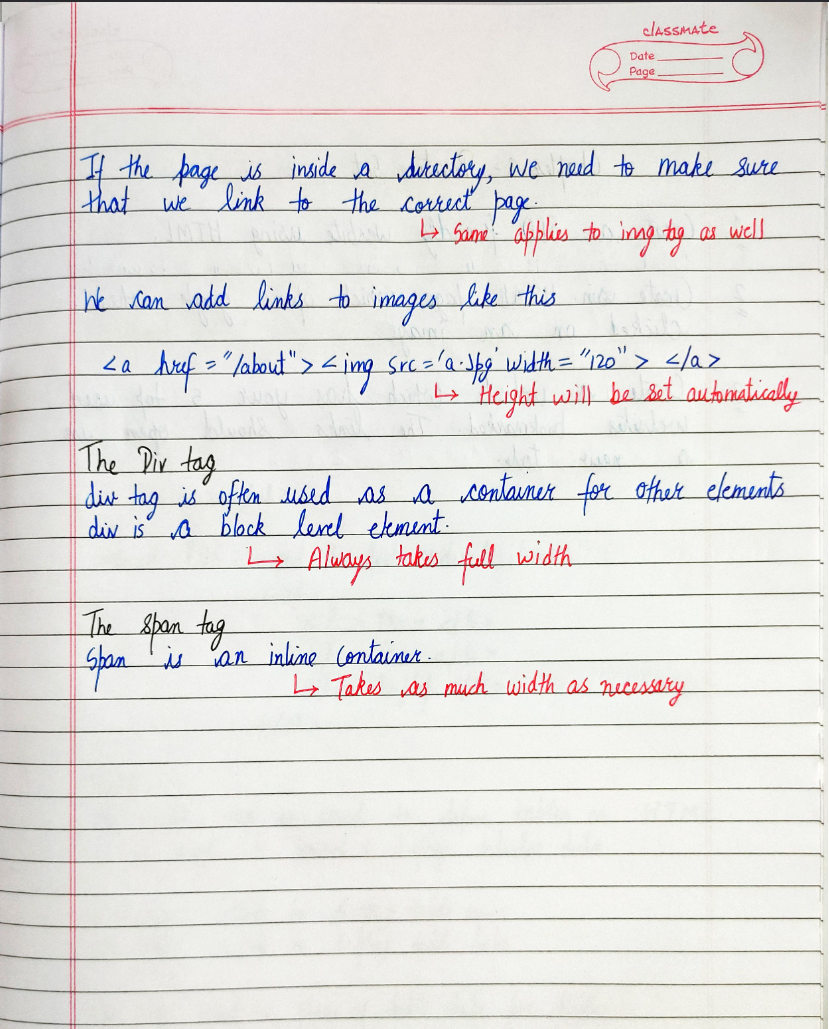 classmate
Date
Page
If the page is inside a directory, we need to make sure
that we link to the correct page.
↳ Same applies to img tag as well
We can add links to images like this
<a href = "/about"> <img src = 'a.jpg' width = "120" > </a>
↳ Height will be set automatically
The Div tag
div tag is often used as a container for other elements
div is a block level element.
↳ Always takes full width
The span tag
Span is an inline container.
↳ Takes as much width as necessary